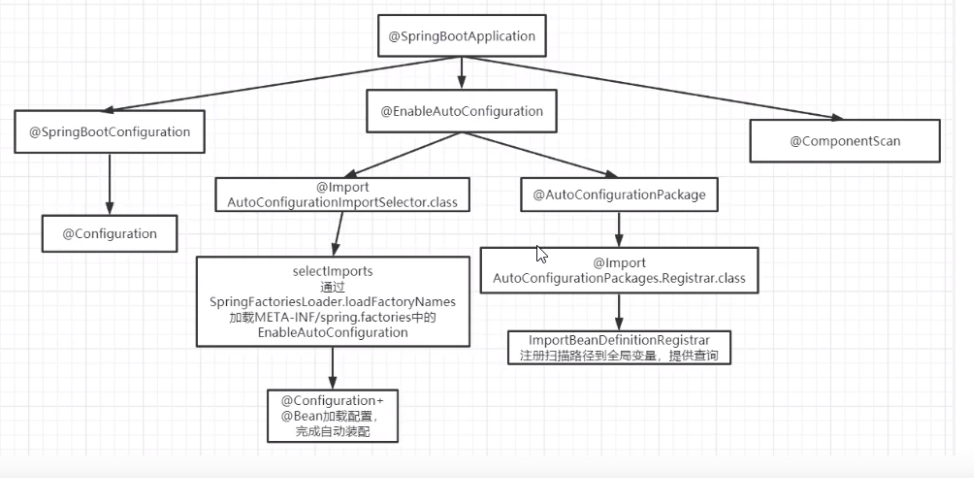 @SpringBootApplication
@SpringBootConfiguration
@EnableAutoConfiguration
@ComponentScan
@Import
AutoConfigurationImportSelector.class
@AutoConfigurationPackage
@Configuration
selectImports
通过
SpringFactoriesLoader.loadFactoryNames
加载META-INF/spring.factories中的
EnableAutoConfiguration
@Import
AutoConfigurationPackages.Registrar.class
ImportBeanDefinitionRegistrar
注册扫描路径到全局变量，提供查询
@Configuration+
@Bean加载配置，
完成自动装配